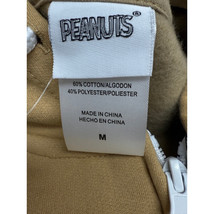 PEANUTS®
60% COTTON/ALGODON
40% POLYESTER/POLIESTER
MADE IN CHINA
HECHO EN CHINA
M